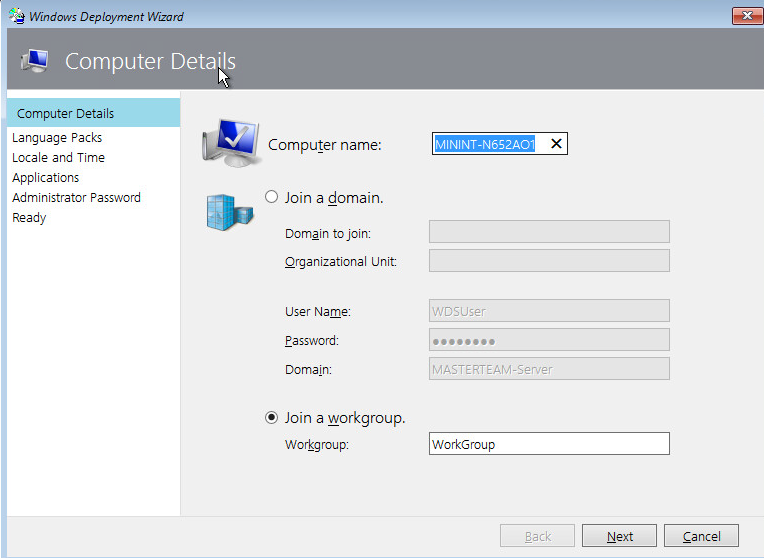 Windows Deployment Wizard
Computer Details
Computer Details
Language Packs
Locale and Time
Applications
Administrator Password
Ready
Computer name: MININT-N652AO1
Join a domain.
Domain to join:
Organizational Unit:
User Name: WDSUser
Password: ●●●●●●●●
Domain: MASTERTEAM-Server
Join a workgroup.
Workgroup: WorkGroup
Back Next Cancel